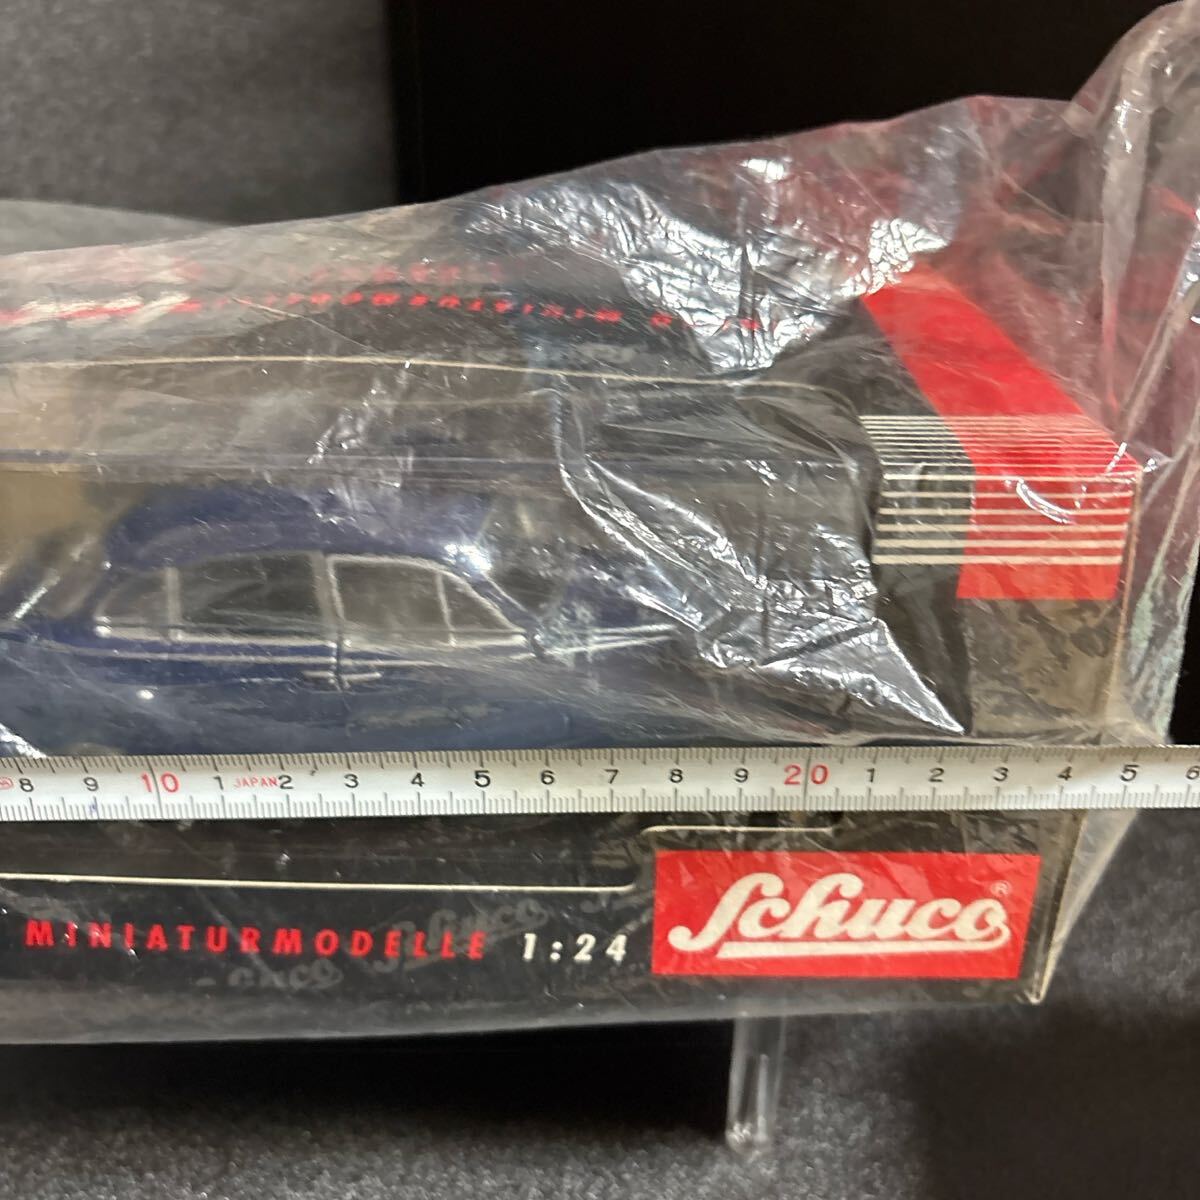 MINIATURMODELLE
8 9 10 1 JAPAN 2 3 4 5 6 7 8 9 20 1 2 3 4 5 6
MINIATURMODELLE 1:24 Schuco ®